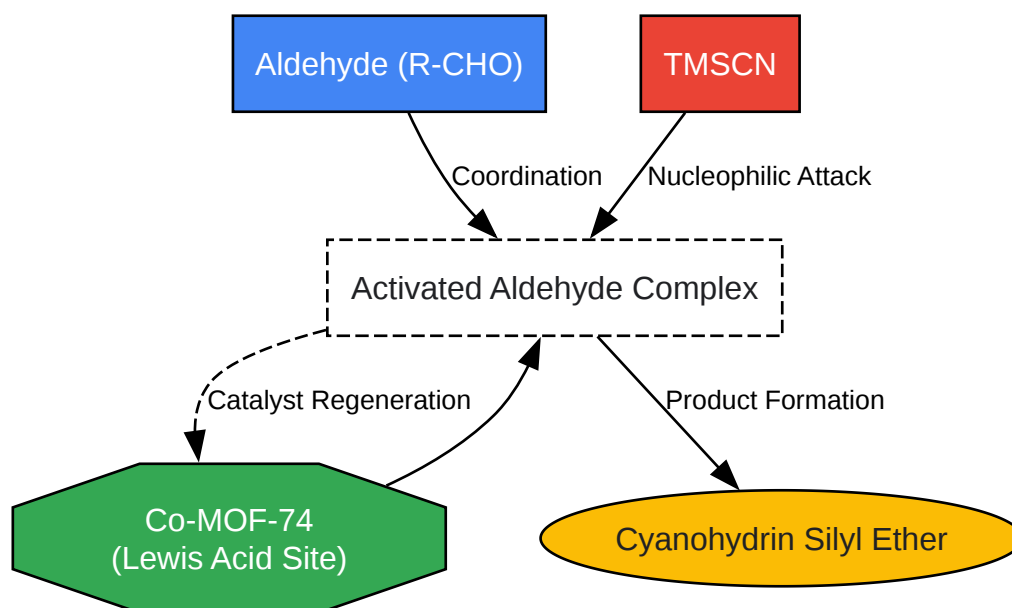 Aldehyde (R-CHO)
TMSCN
Coordination
Nucleophilic Attack
Activated Aldehyde Complex
Catalyst Regeneration
Product Formation
Co-MOF-74
(Lewis Acid Site)
Cyanohydrin Silyl Ether